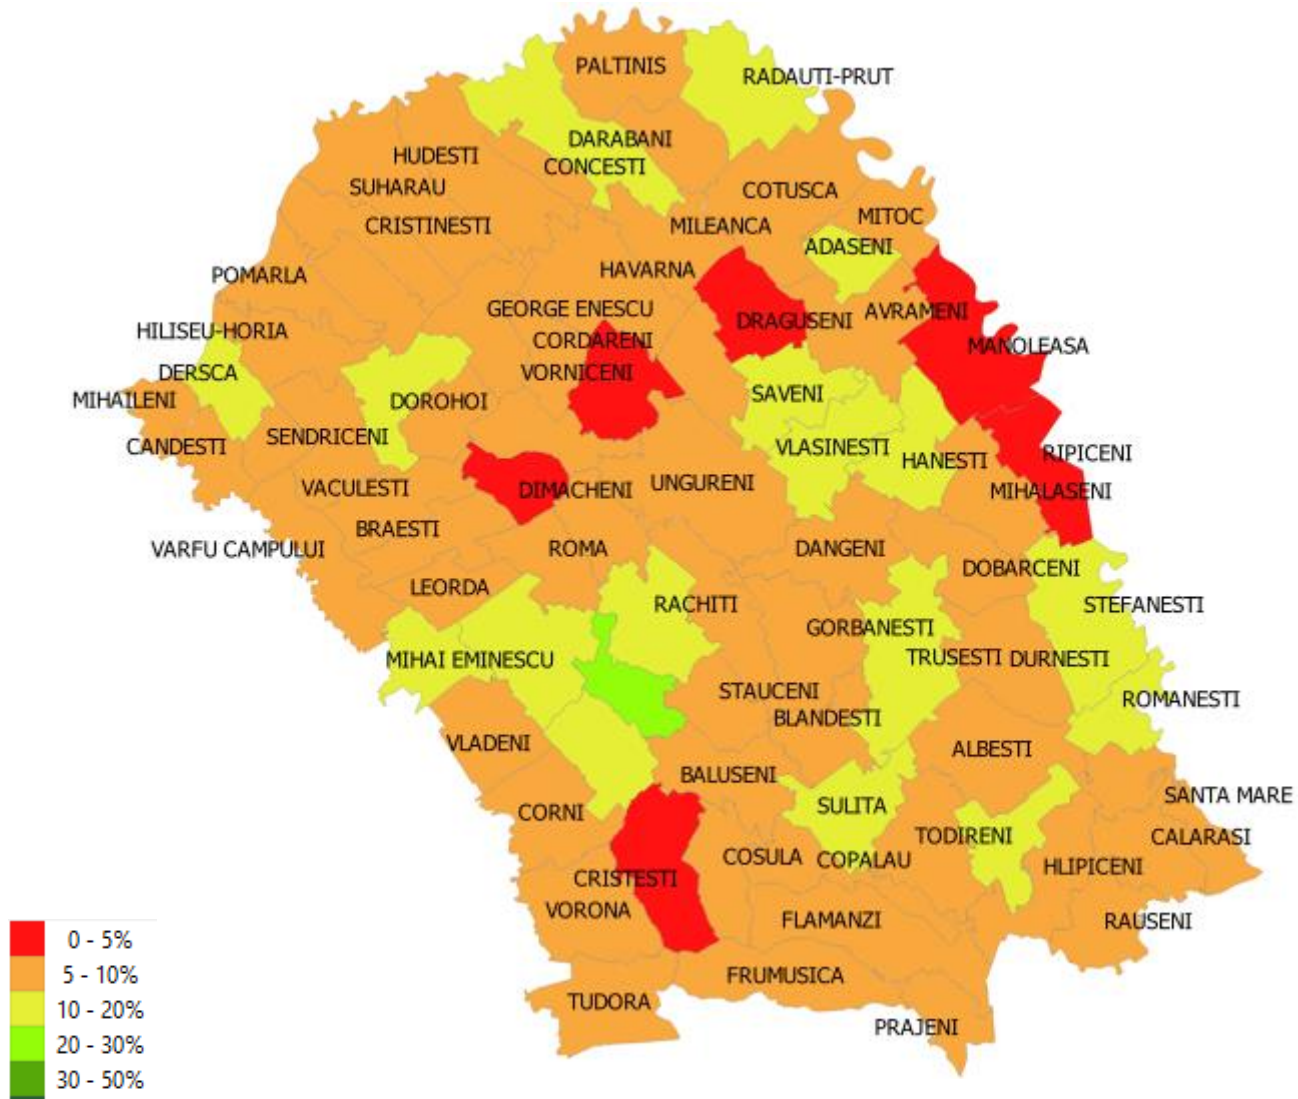 PALTINIS
RADAUTI-PRUT
DARABANI
HUDESTI
CONCESTI
SUHARAU
COTUSCA
CRISTINESTI
MILEANCA
MITOC
ADASENI
HAVARNA
POMARLA
GEORGE ENESCU
AVRAMENI
DRAGUSENI
HILISEU-HORIA
CORDARENI
MANOLEASA
DERSCA
VORNICENI
SAVENI
MIHAILENI
DOROHOI
SENDRICENI
CANDESTI
VLASINESTI
HANESTI
RIPICENI
VACULESTI
DIMACHENI
UNGURENI
MIHALASENI
BRAESTI
VARFU CAMPULUI
ROMA
DANGENI
DOBARCENI
LEORDA
RACHITI
STEFANESTI
GORBANESTI
MIHAI EMINESCU
TRUSESTI
DURNESTI
STAUCENI
ROMANESTI
BLANDESTI
VLADENI
ALBESTI
BALUSENI
SANTA MARE
CORNI
SULITA
TODIRENI
CALARASI
COSULA
COPALAU
HLIPICENI
CRISTESTI
VORONA
FLAMANZI
RAUSENI
FRUMUSICA
TUDORA
PRAJENI
0 - 5%
5 - 10%
10 - 20%
20 - 30%
30 - 50%